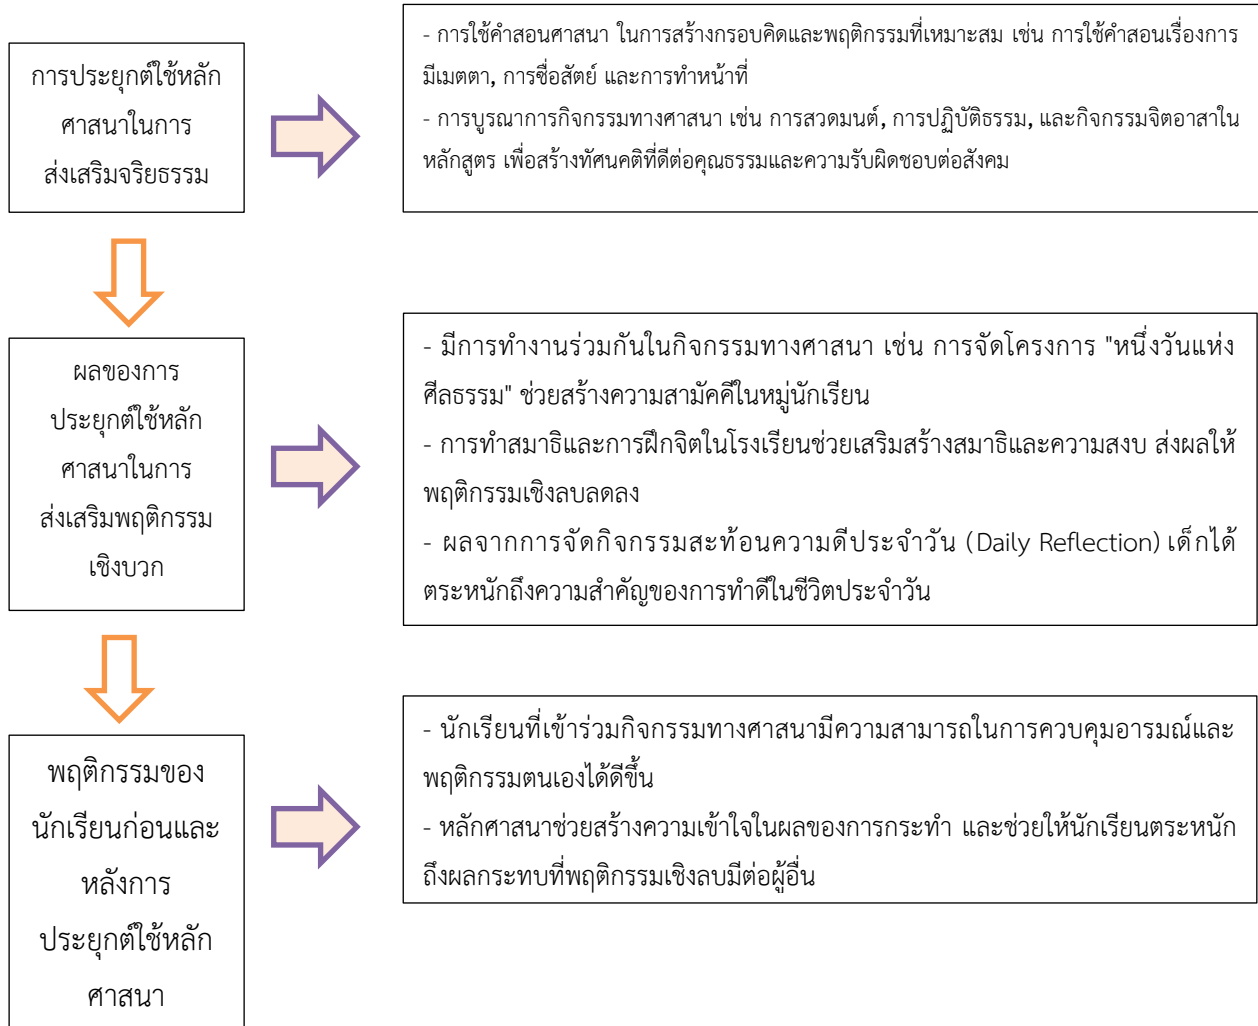 การประยุกต์ใช้หลัก
ศาสนาในการ
ส่งเสริมจริยธรรม
- การใช้คำสอนศาสนา ในการสร้างกรอบคิดและพฤติกรรมที่เหมาะสม เช่น การใช้คำสอนเรื่องการ
มีเมตตา, การซื่อสัตย์ และการทำหน้าที่
- การบูรณาการกิจกรรมทางศาสนา เช่น การสวดมนต์, การปฏิบัติธรรม, และกิจกรรมจิตอาสาใน
หลักสูตร เพื่อสร้างทัศนคติที่ดีต่อคุณธรรมและความรับผิดชอบต่อสังคม
ผลของการ
ประยุกต์ใช้หลัก
ศาสนาในการ
ส่งเสริมพฤติกรรม
เชิงบวก
- มีการทำงานร่วมกันในกิจกรรมทางศาสนา เช่น การจัดโครงการ "หนึ่งวันแห่ง
ศีลธรรม" ช่วยสร้างความสามัคคีในหมู่นักเรียน
- การทำสมาธิและการฝึกจิตในโรงเรียนช่วยเสริมสร้างสมาธิและความสงบ ส่งผลให้
พฤติกรรมเชิงลบลดลง
- ผลจากการจัดกิจกรรมสะท้อนความดีประจำวัน (Daily Reflection) เด็กได้
ตระหนักถึงความสำคัญของการทำดีในชีวิตประจำวัน
พฤติกรรมของ
นักเรียนก่อนและ
หลังการ
ประยุกต์ใช้หลัก
ศาสนา
- นักเรียนที่เข้าร่วมกิจกรรมทางศาสนามีความสามารถในการควบคุมอารมณ์และ
พฤติกรรมตนเองได้ดีขึ้น
- หลักศาสนาช่วยสร้างความเข้าใจในผลของการกระทำ และช่วยให้นักเรียนตระหนัก
ถึงผลกระทบที่พฤติกรรมเชิงลบมีต่อผู้อื่น